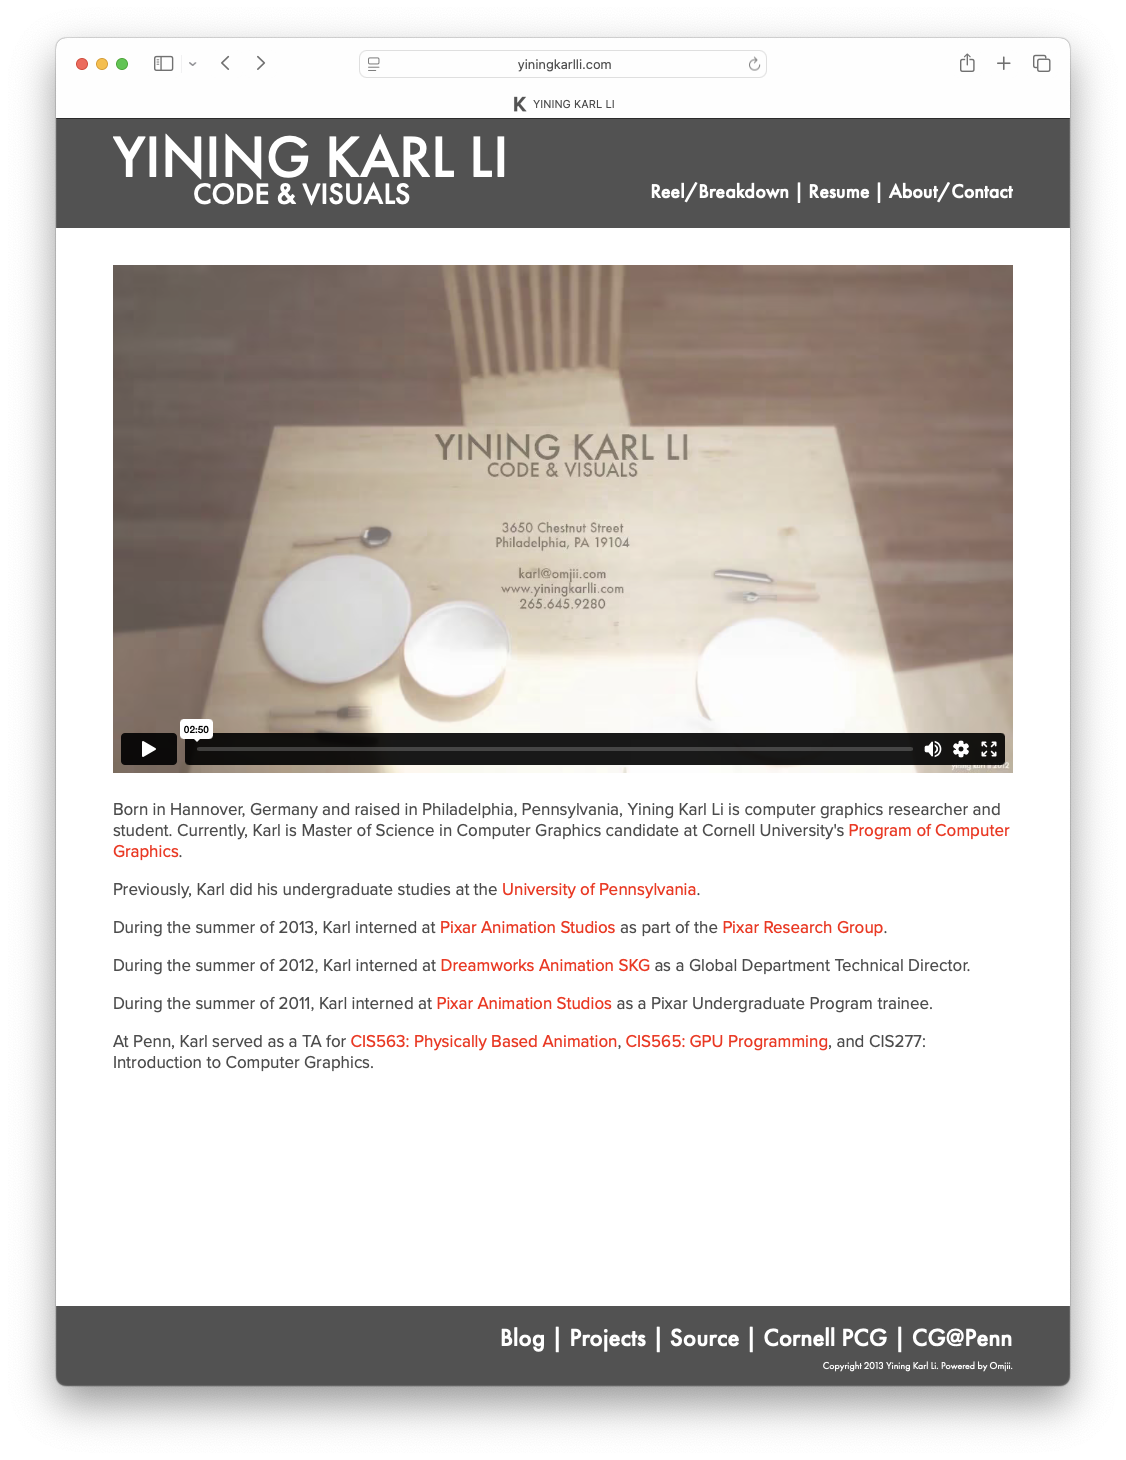 yiningkarlli.com
K YINING KARL LI
YINING KARL LI
CODE & VISUALS
Reel/Breakdown | Resume | About/Contact
YINING KARL LI
CODE & VISUALS
3650 Chestnut Street
Philadelphia, PA 19104
karl@omjii.com
www.yiningkarlli.com
265.645.9280
02:50
Born in Hannover, Germany and raised in Philadelphia, Pennsylvania, Yining Karl Li is computer graphics researcher and
student. Currently, Karl is Master of Science in Computer Graphics candidate at Cornell University's Program of Computer
Graphics.
Previously, Karl did his undergraduate studies at the University of Pennsylvania.
During the summer of 2013, Karl interned at Pixar Animation Studios as part of the Pixar Research Group.
During the summer of 2012, Karl interned at Dreamworks Animation SKG as a Global Department Technical Director.
During the summer of 2011, Karl interned at Pixar Animation Studios as a Pixar Undergraduate Program trainee.
At Penn, Karl served as a TA for CIS563: Physically Based Animation, CIS565: GPU Programming, and CIS277:
Introduction to Computer Graphics.
Blog | Projects | Source | Cornell PCG | CG@Penn
Copyright 2013 Yining Karl Li. Powered by Omjii.